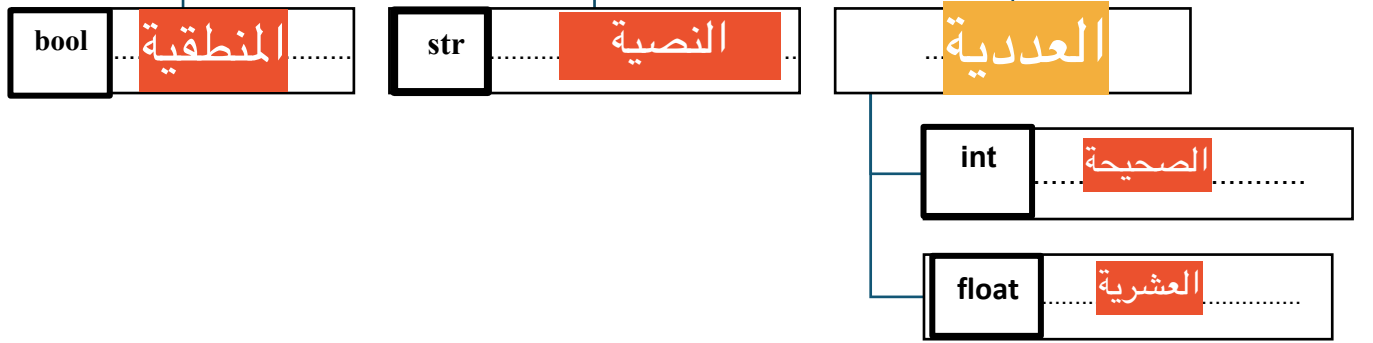 العددية
str النصية
bool المنطقية
int الصحيحة
float العشرية